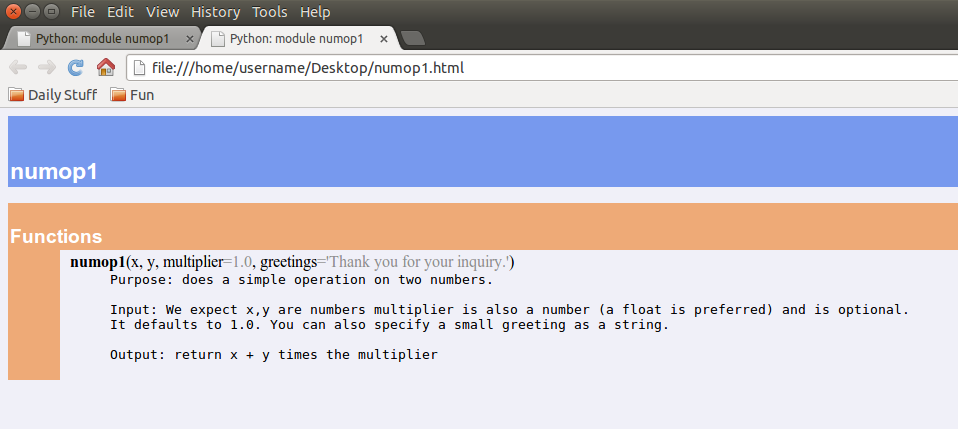 File Edit View History Tools Help
Python: module numop1 Python: module numop1
file:///home/username/Desktop/numop1.html
Daily Stuff Fun
numop1
Functions
numop1(x, y, multiplier=1.0, greetings='Thank you for your inquiry.')
Purpose: does a simple operation on two numbers.
Input: We expect x,y are numbers multiplier is also a number (a float is preferred) and is optional.
It defaults to 1.0. You can also specify a small greeting as a string.
Output: return x + y times the multiplier